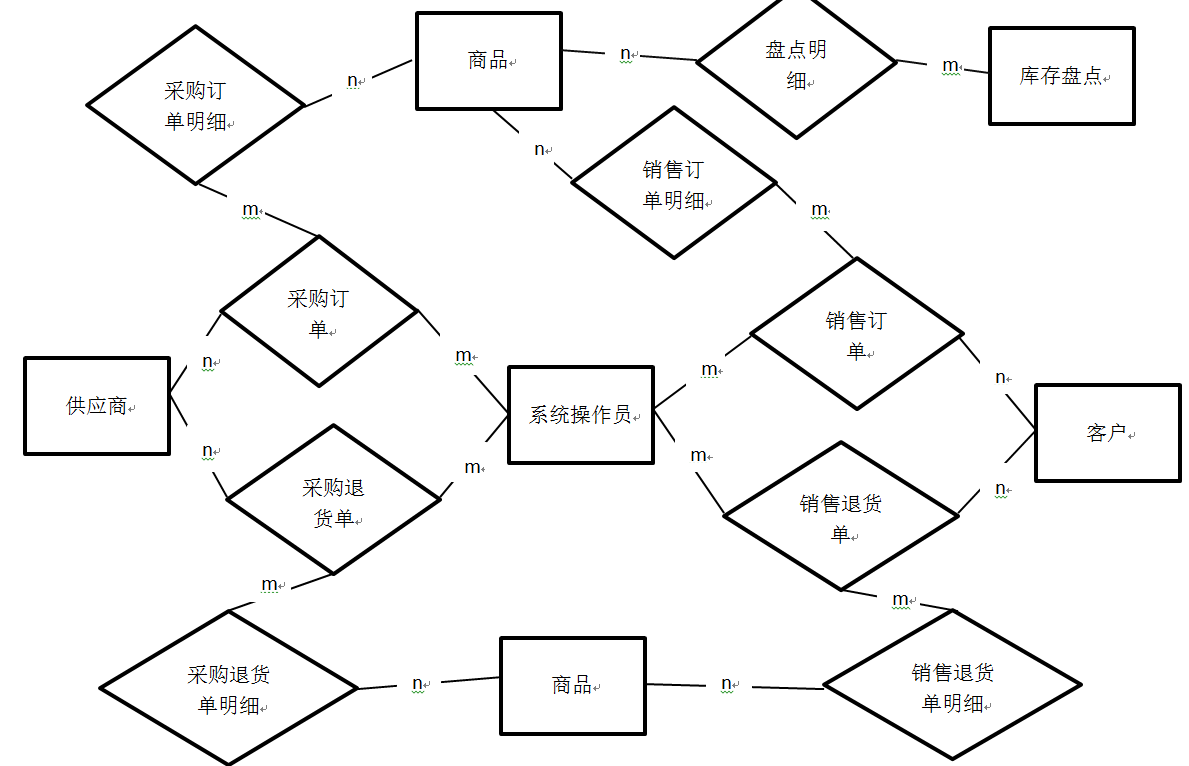 商品
n
盘点明
细
m
库存盘点
采购订
单明细
n
n
销售订
单明细
m
m
采购订
单
销售订
单
供应商
n
m
系统操作员
m
n
客户
n
采购退
货单
m
m
销售退货
单
n
m
m
采购退货
单明细
n
商品
n
销售退货
单明细